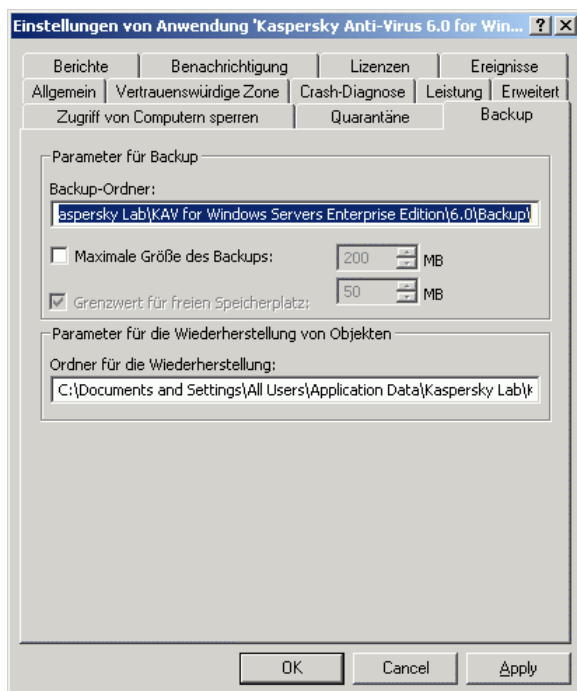 Einstellungen von Anwendung 'Kaspersky Anti-Virus 6.0 for Win...
Berichte Benachrichtigung Lizenzen Ereignisse
Allgemein Vertrauenswürdige Zone Crash-Diagnose Leistung Erweitert
Zugriff von Computern sperren Quarantäne Backup
Parameter für Backup
Backup-Ordner:
aspersky Lab\KAV for Windows Servers Enterprise Edition\6.0\Backup\
Maximale Größe des Backups: 200 MB
Grenzwert für freien Speicherplatz: 50 MB
Parameter für die Wiederherstellung von Objekten
Ordner für die Wiederherstellung:
C:\Documents and Settings\All Users\Application Data\Kaspersky Lab\K
OK Cancel Apply